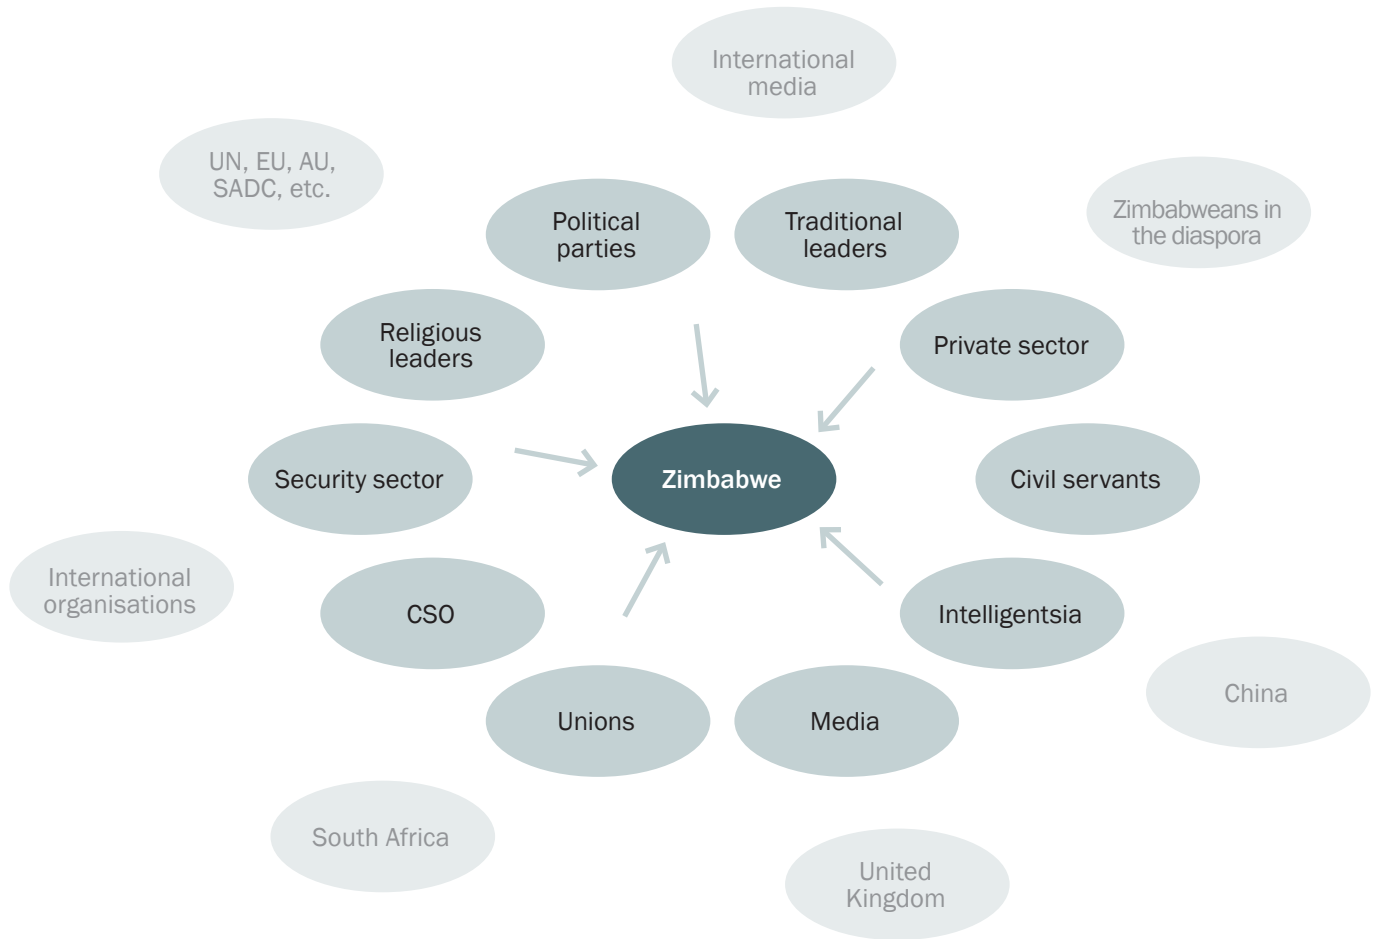 International
media
UN, EU, AU,
SADC, etc.
Zimbabweans in
the diaspora
Political
parties
Traditional
leaders
Religious
leaders
Private sector
Security sector
Zimbabwe
Civil servants
International
organisations
CSO
Intelligentsia
China
Unions
Media
South Africa
United
Kingdom